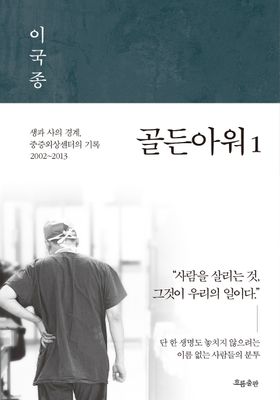 이국종
생과 사의 경계,
중증외상센터의 기록
2002~2013
골든아워 1
“사람을 살리는 것,
그것이 우리의 일이다.”
단 한 생명도 놓치지 않으려는
이름 없는 사람들의 분투
흐름출판